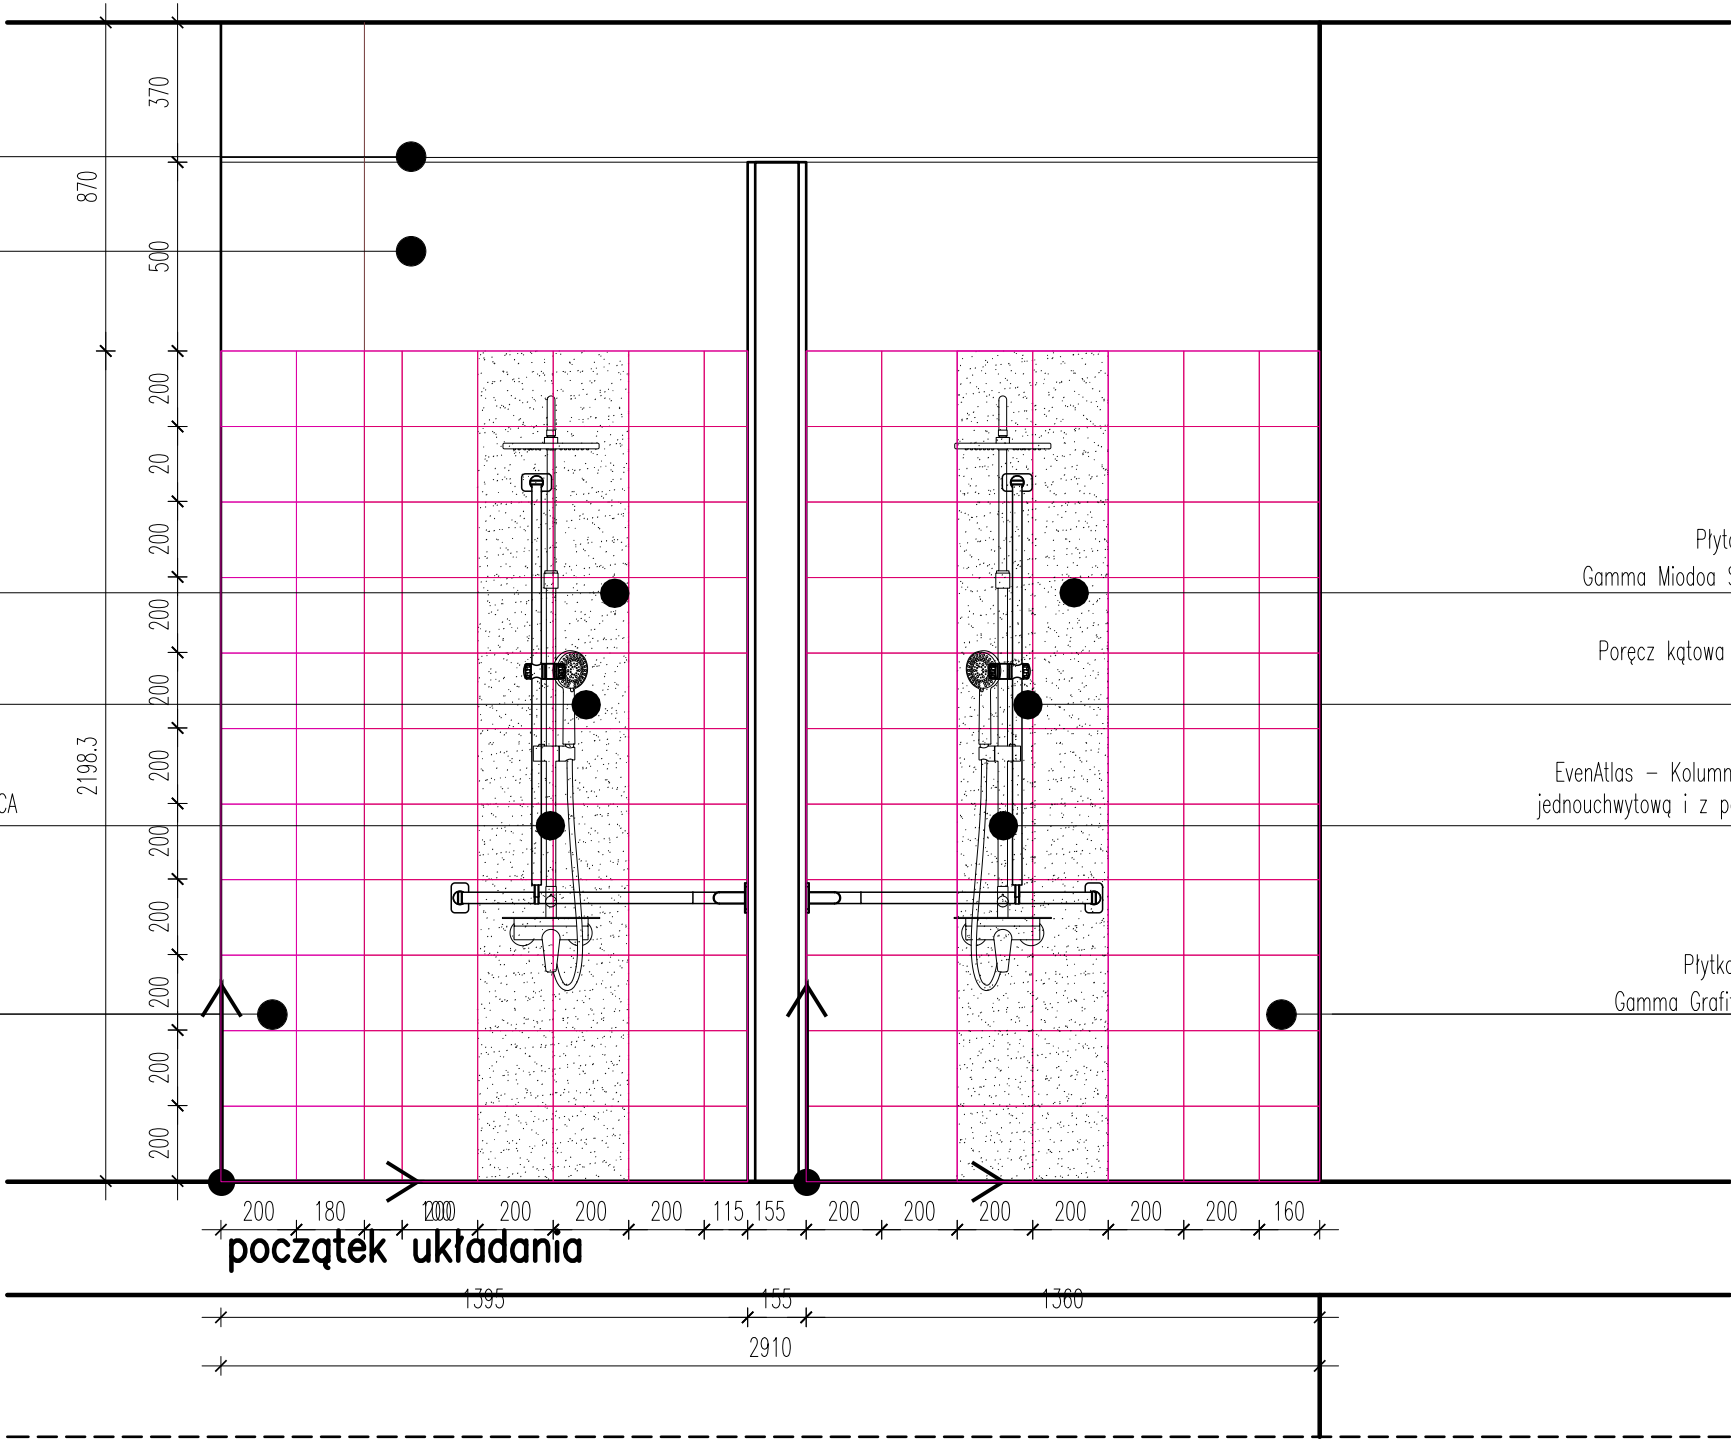 370
870
500
200
20
200
Płyt
Gamma Miodoa
200
Poręcz kątowa
200
2198.3
200
EvenAtlas – Kolumn
CA
jednouchwytową i z p
200
200
Płytk
200
Gamma Grafi
200
200
200 180 200 200 200 115 155 200 200 200 200 200 200 160
początek układania
1395 155 1360
2910